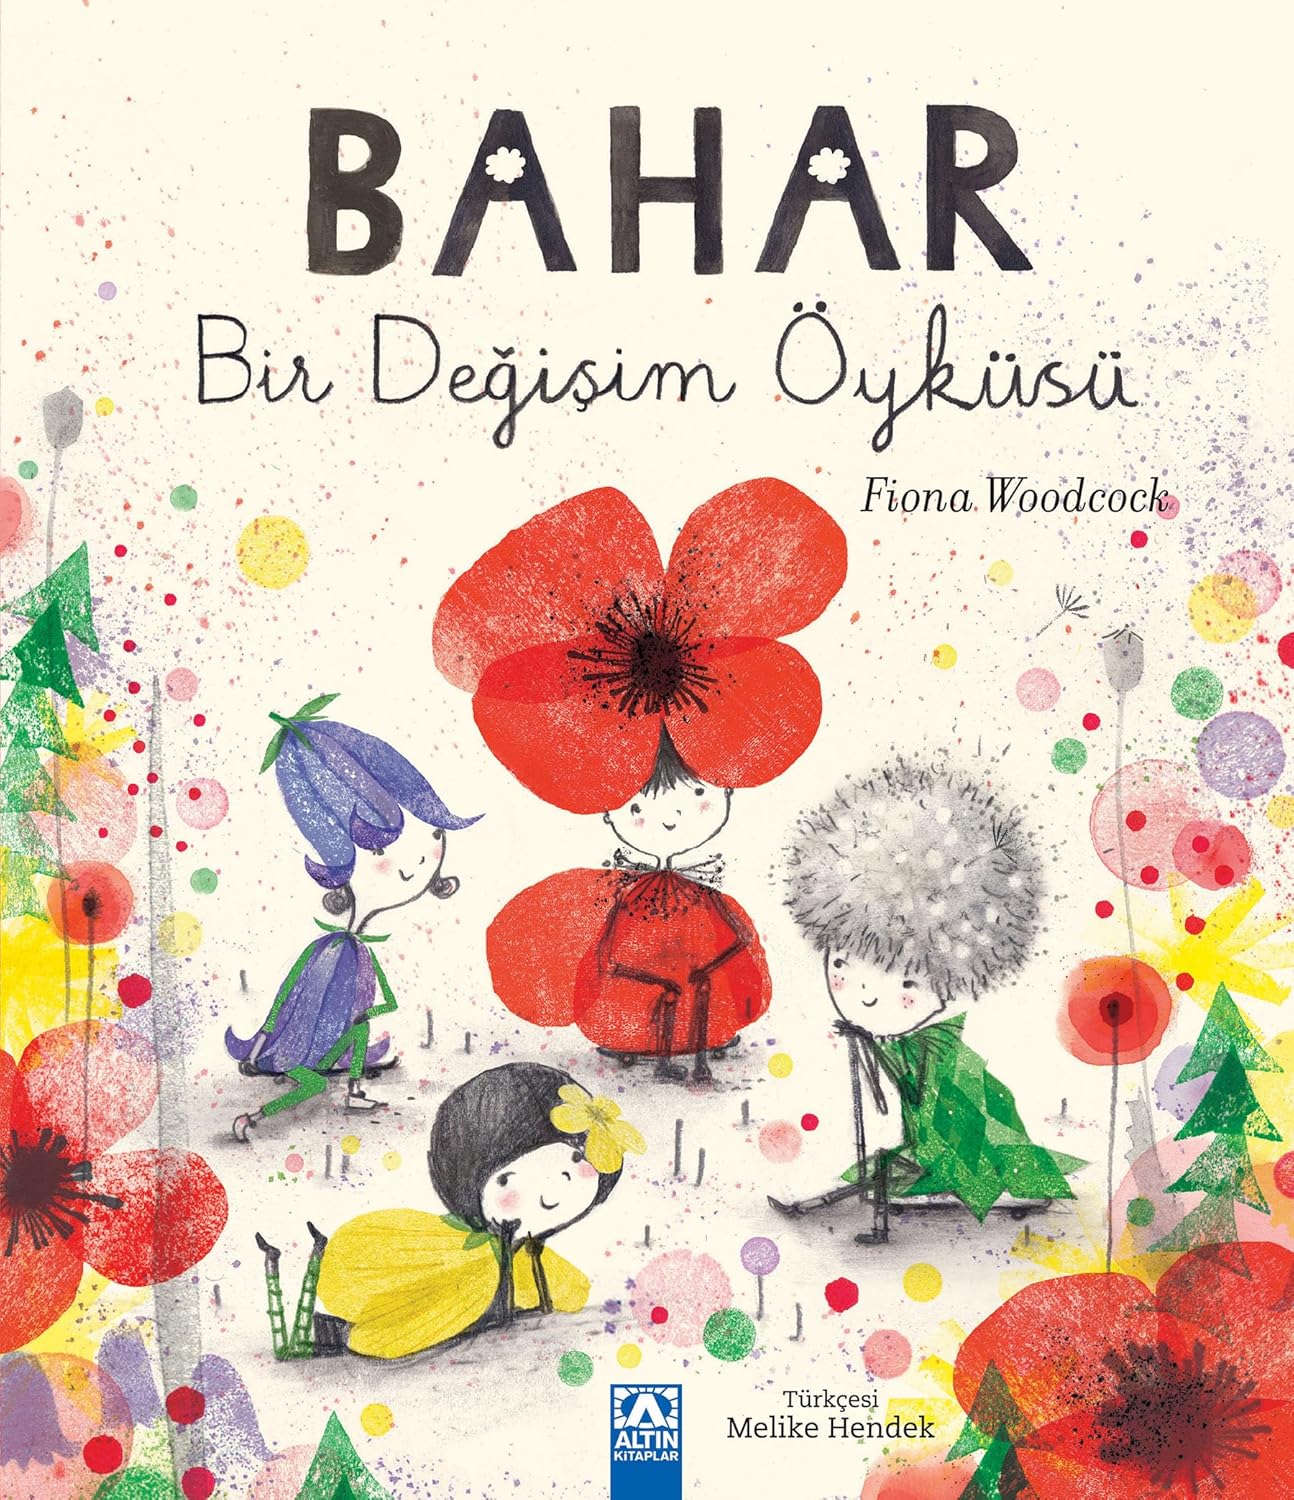 BAHAR
Bir Değişim Öyküsü
Fiona Woodcock
Türkçesi
Melike Hendek
ALTIN
KİTAPLAR